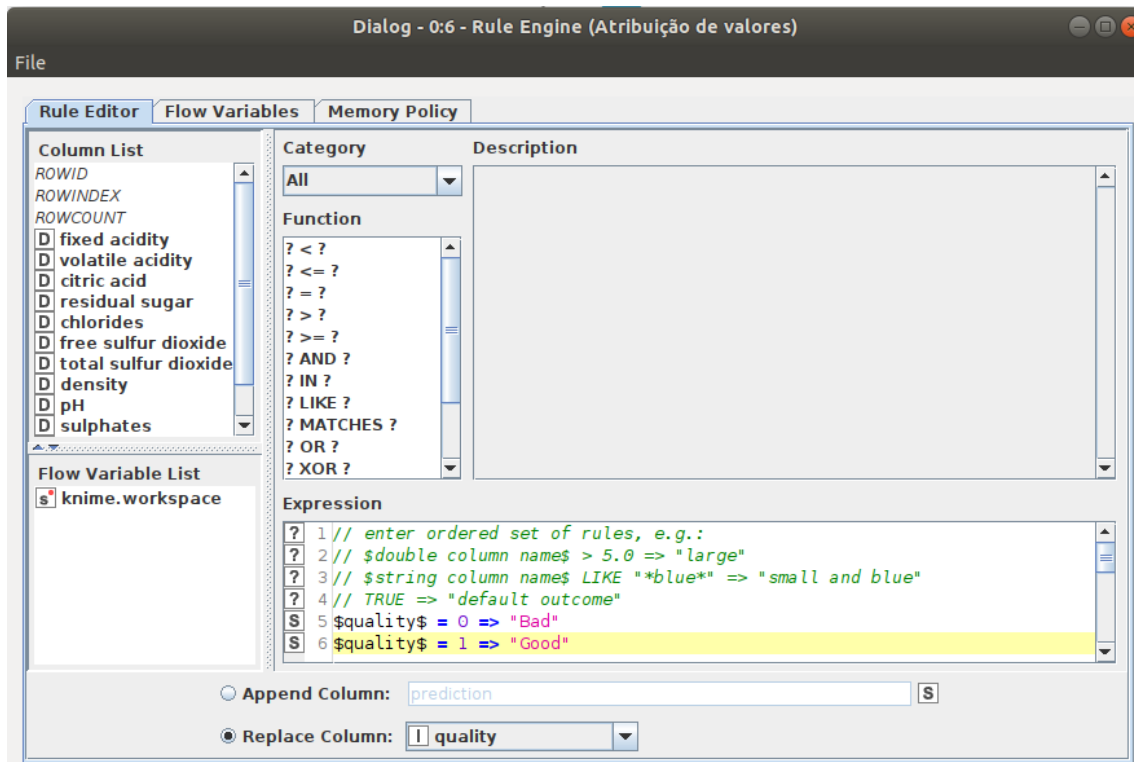 Dialog - 0:6 - Rule Engine (Atribuição de valores)
File
Rule Editor
Flow Variables
Memory Policy
Column List
ROWID
ROWINDEX
ROWCOUNT
D fixed acidity
D volatile acidity
D citric acid
D residual sugar
D chlorides
D free sulfur dioxide
D total sulfur dioxide
D density
D pH
D sulphates
Flow Variable List
s knime.workspace
Category
All
Function
? < ?
? <= ?
? = ?
? > ?
? >= ?
? AND ?
? IN ?
? LIKE ?
? MATCHES ?
? OR ?
? XOR ?
Description
Expression
? 1 // enter ordered set of rules, e.g.:
? 2 // $double column name$ > 5.0 => "large"
? 3 // $string column name$ LIKE "*blue*" => "small and blue"
? 4 // TRUE => "default outcome"
S 5 $quality$ = 0 => "Bad"
S 6 $quality$ = 1 => "Good"
Append Column: prediction S
Replace Column: I quality